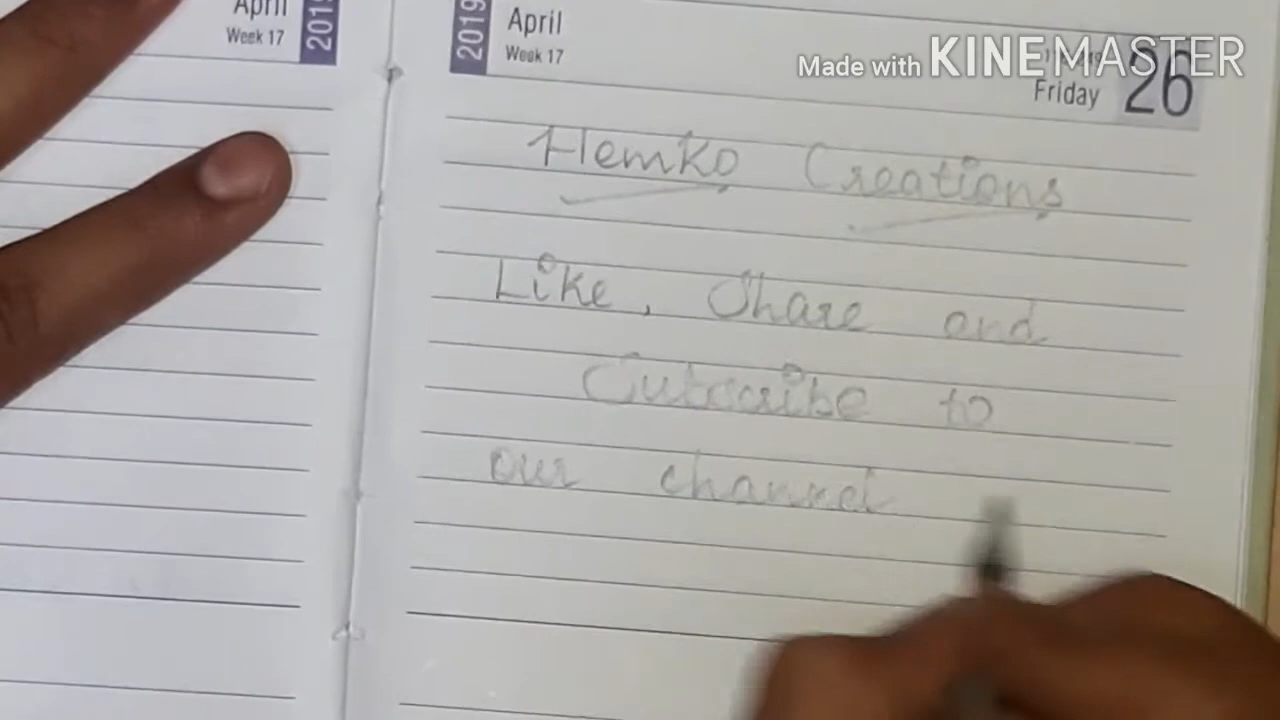 April
Week 17
2019
2019
April
Week 17
Made with KINEMASTER
Friday
26
Hemko Creations
Like, Share and
Subscribe to
our channel